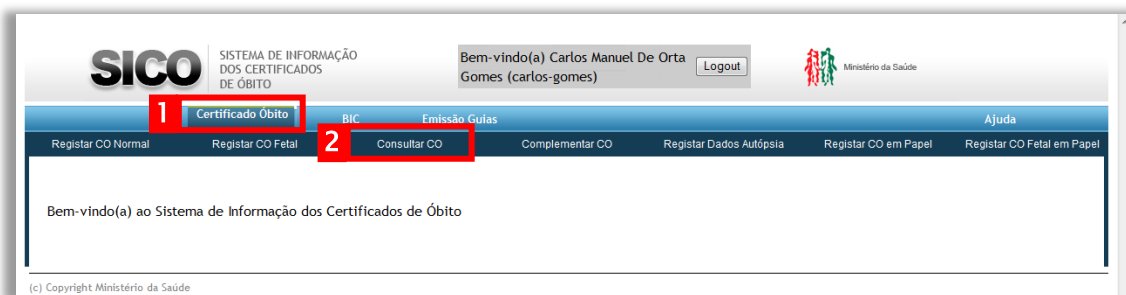 SICO
SISTEMA DE INFORMAÇÃO
DOS CERTIFICADOS
DE ÓBITO
Bem-vindo(a) Carlos Manuel De Orta
Gomes (carlos-gomes)
Logout
Ministério da Saúde
1
Certificado Óbito
BIC
Emissão Guias
Ajuda
Registar CO Normal
Registar CO Fetal
2
Consultar CO
Complementar CO
Registar Dados Autópsia
Registar CO em Papel
Registar CO Fetal em Papel
Bem-vindo(a) ao Sistema de Informação dos Certificados de Óbito
(c) Copyright Ministério da Saúde